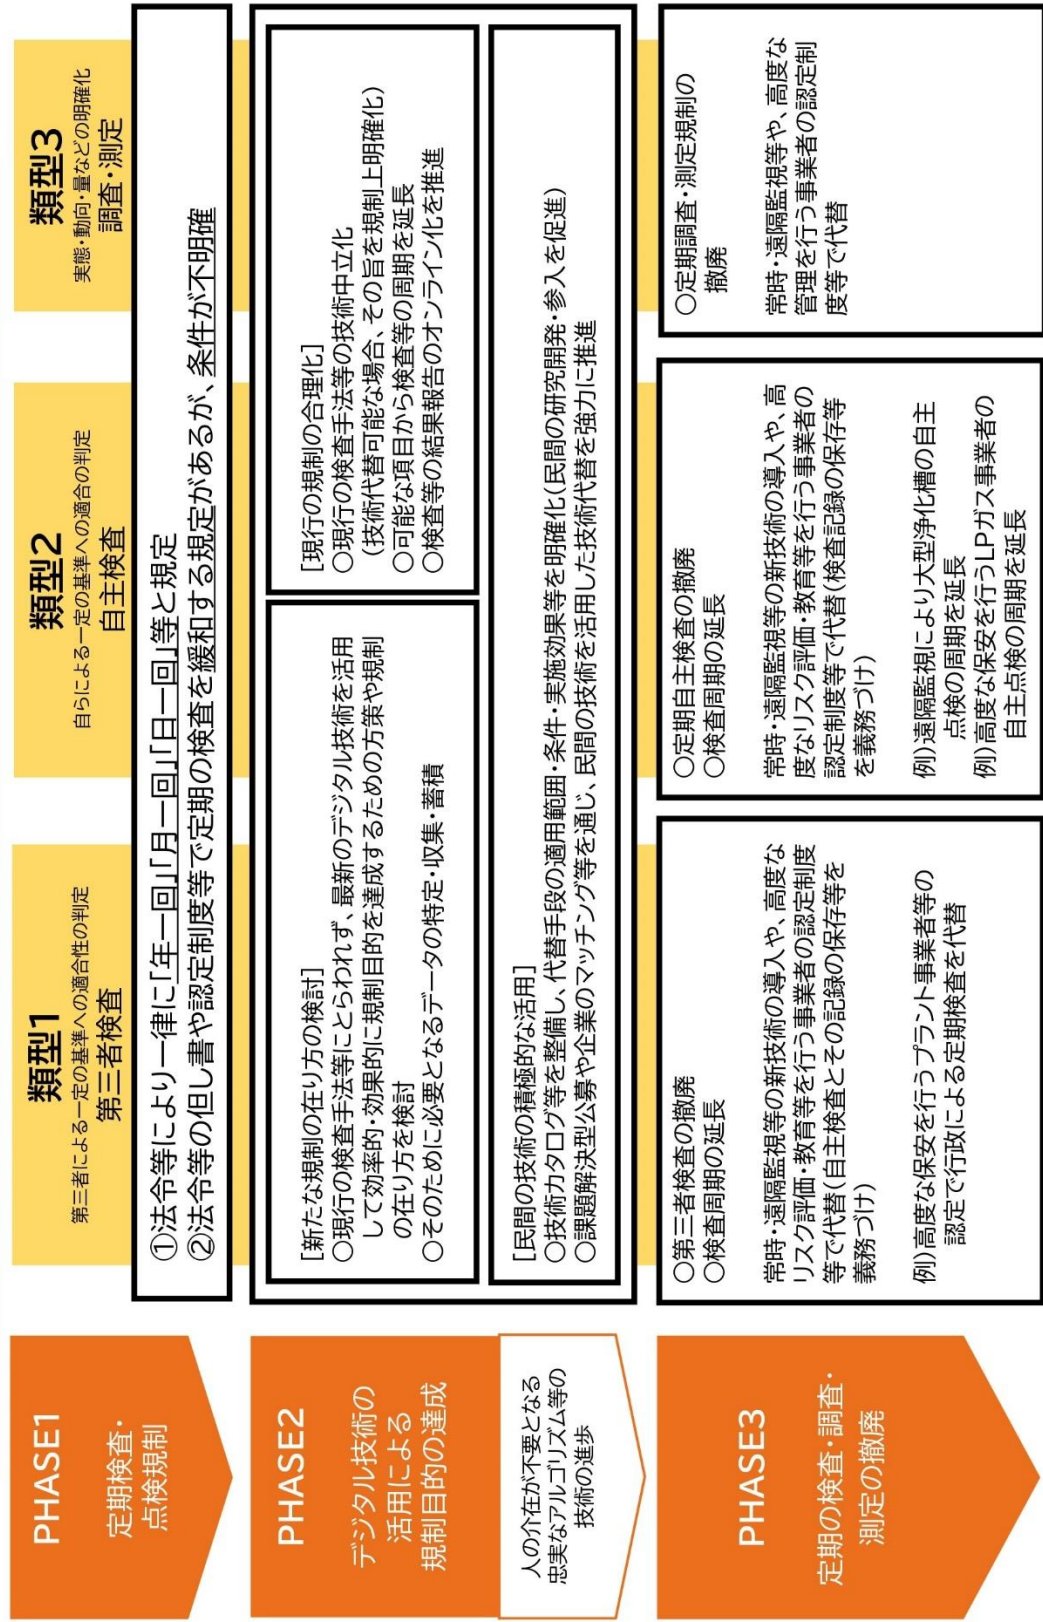 類型1
第三者による一定の基準への適合性の判定
第三者検査
類型2
自らによる一定の基準への適合の判定
自主検査
類型3
実態・動向・量などの明確化
調査・測定
PHASE1
定期検査・
点検規制
①法令等により一律に「年一回」「月一回」「日一回」等と規定
②法令等の但し書や認定制度等で定期の検査を緩和する規定があるが、条件が不明確
PHASE2
デジタル技術の
活用による
規制目的の達成
[新たな規制の在り方の検討]
○現行の検査手法等にとらわれず、最新のデジタル技術を活用
して効率的・効果的に規制目的を達成するための方策や規制
の在り方を検討
○そのために必要となるデータの特定・収集・蓄積
[現行の規制の合理化]
○現行の検査手法等の技術中立化
(技術代替可能な場合、その旨を規制上明確化)
○可能な項目から検査等の周期を延長
○検査等の結果報告のオンライン化を推進
[民間の技術の積極的な活用]
○技術カタログ等を整備し、代替手段の適用範囲・条件・実施効果等を明確化(民間の研究開発・参入を促進)
○課題解決型公募や企業のマッチング等を通じ、民間の技術を活用した技術代替を強力に推進
人の介在が不要となる
忠実なアルゴリズム等の
技術の進歩
PHASE3
定期の検査・調査・
測定の撤廃
○第三者検査の撤廃
○検査周期の延長
常時・遠隔監視等の新技術の導入や、高度な
リスク評価・教育等を行う事業者の認定制度
等で代替(自主検査とその記録の保存等を
義務づけ)
例)高度な保安を行うプラント事業者等の
認定で行政による定期検査を代替
○定期自主検査の撤廃
○検査周期の延長
常時・遠隔監視等の新技術の導入や、高
度なリスク評価・教育等を行う事業者の
認定制度等で代替(検査記録の保存等
を義務づけ)
例)遠隔監視により大型浄化槽の自主
点検の周期を延長
例)高度な保安を行うLPガス事業者の
自主点検の周期を延長
○定期調査・測定規制の
撤廃
常時・遠隔監視等や、高度な
管理を行う事業者の認定制
度等で代替